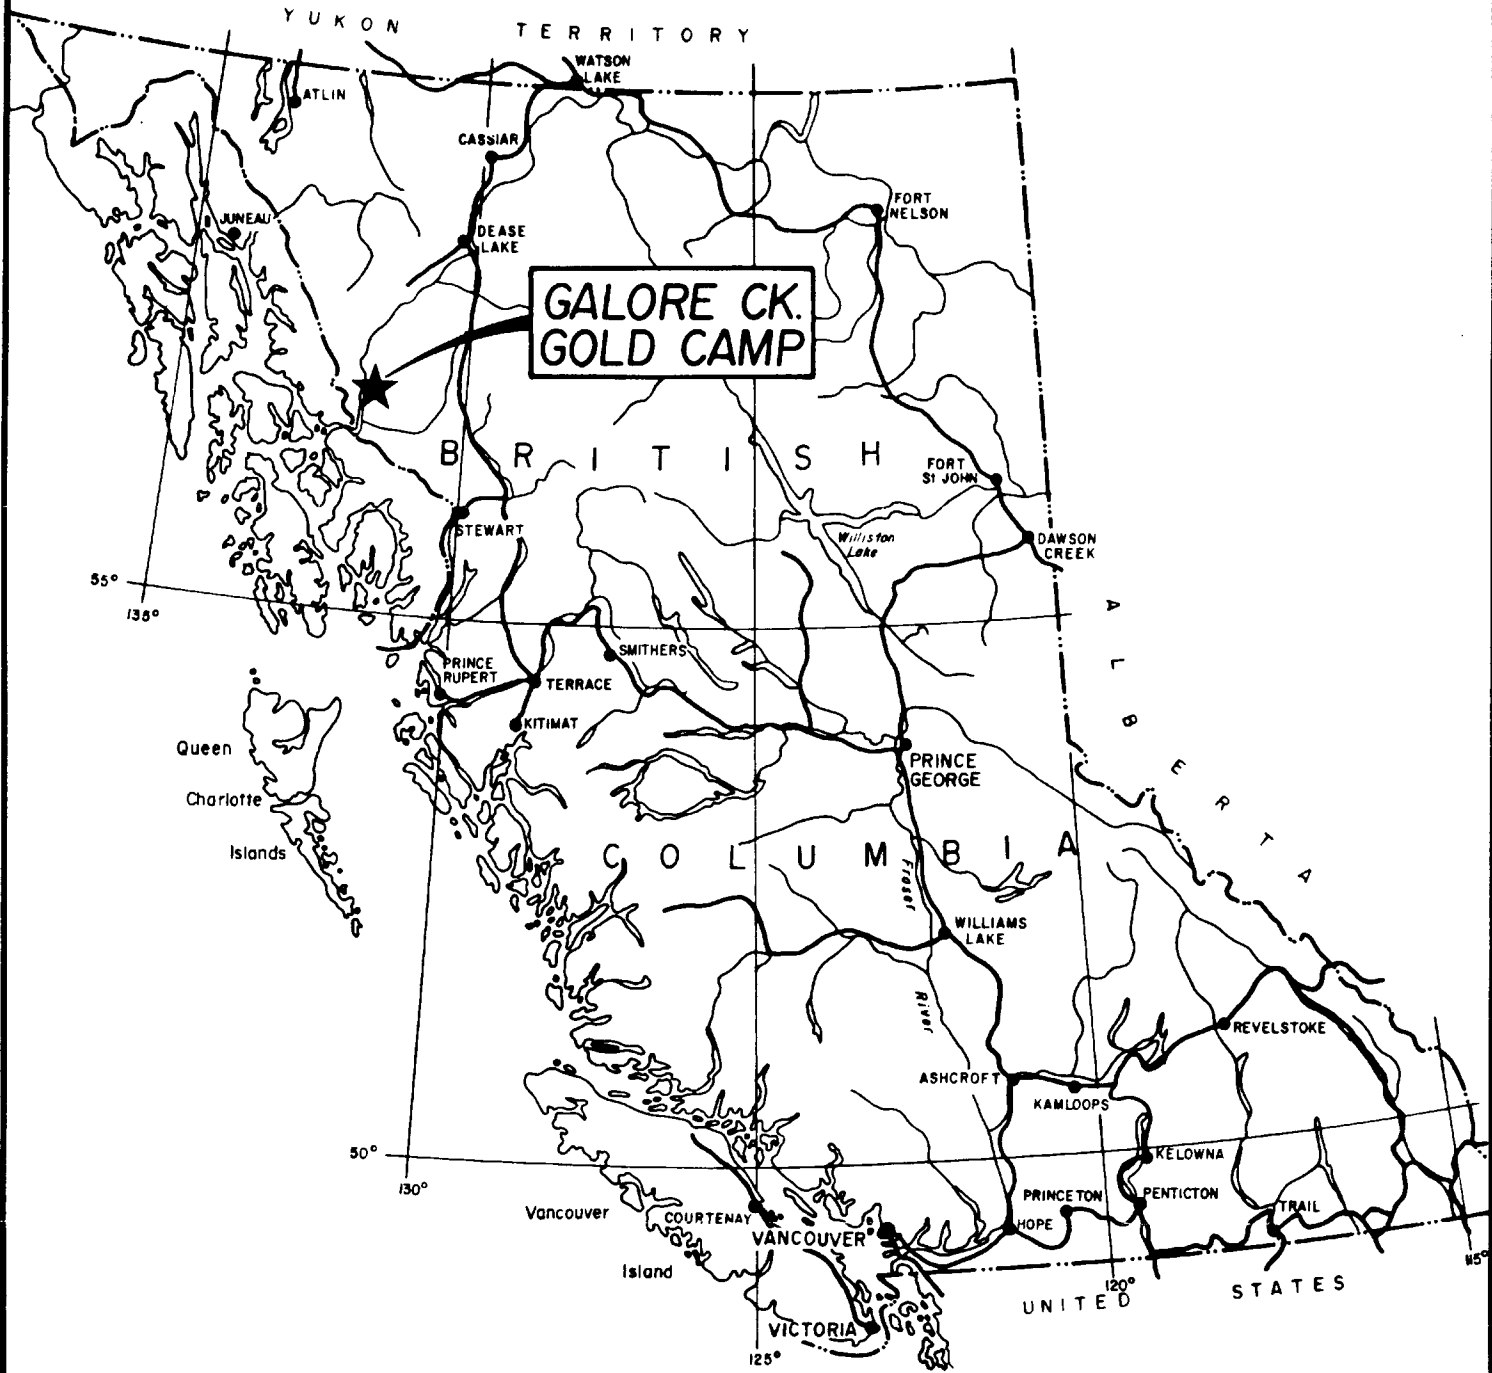 YUKON TERRITORY
WATSON
LAKE
ATLIN
CASSIAR
FORT
NELSON
JUNEAU
DEASE
LAKE
GALORE CK.
GOLD CAMP
BRITISH
FORT
St JOHN
STEWART
Williston
Lake
DAWSON
CREEK
55°
135°
ALBERTA
SMITHERS
PRINCE
RUPERT
TERRACE
KITIMAT
Queen
Charlotte
Islands
PRINCE
GEORGE
COLUMBIA
Fraser
River
WILLIAMS
LAKE
REVELSTOKE
ASHCROFT
KAMLOOPS
50°
130°
KELOWNA
PRINCETON
PENTICTON
Vancouver
Island
COURTENAY
VANCOUVER
HOPE
TRAIL
115°
120°
UNITED STATES
VICTORIA
125°